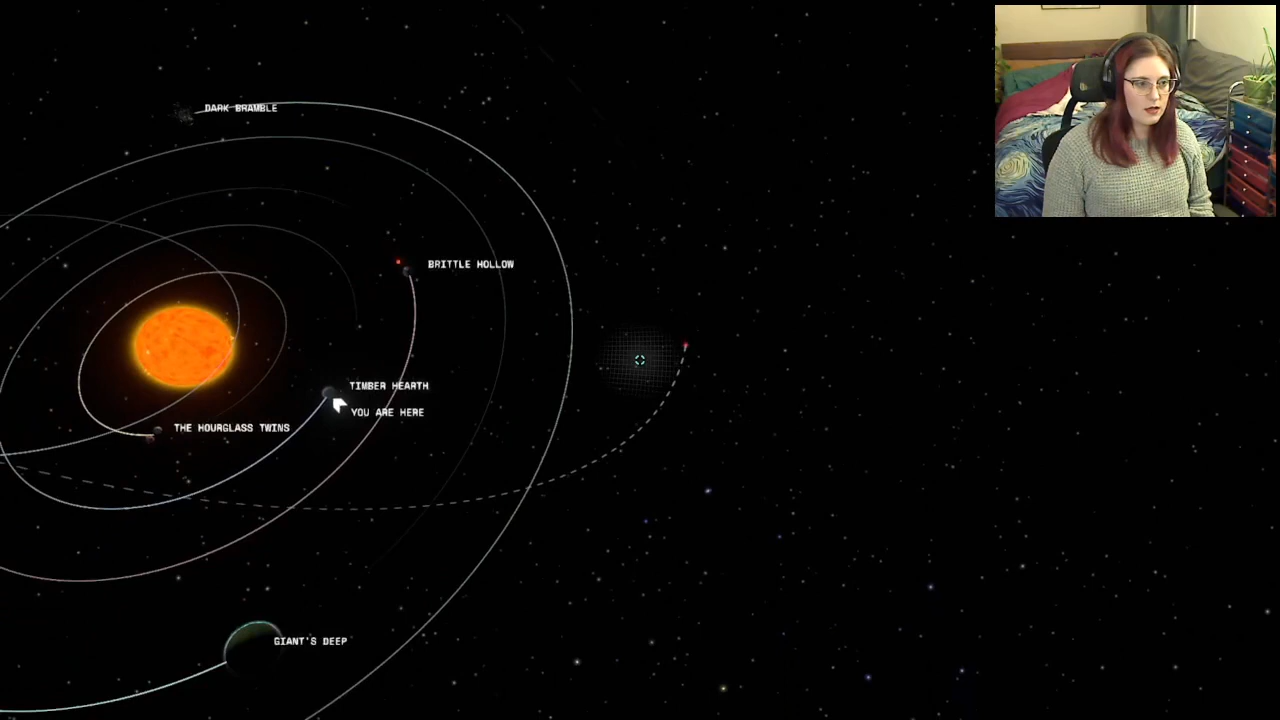 DARK BRAMBLE
BRITTLE HOLLOW
TIMBER HEARTH
YOU ARE HERE
THE HOURGLASS TWINS
GIANT'S DEEP